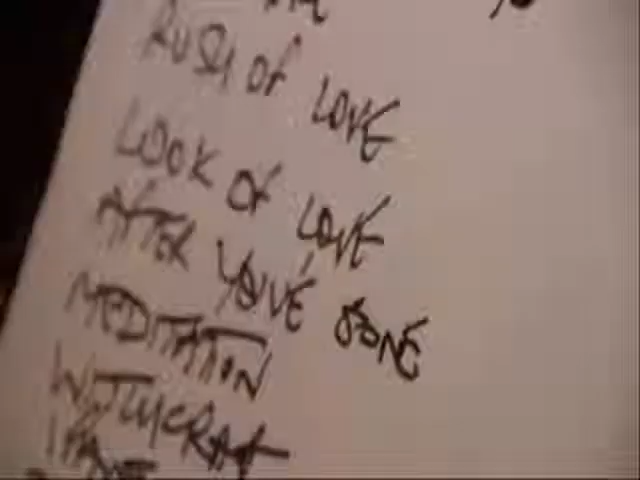 RUSH OF LOVE
LOOK OF LOVE
AFTER YOU'VE GONE
MEDITATION
WITCHCRAFT